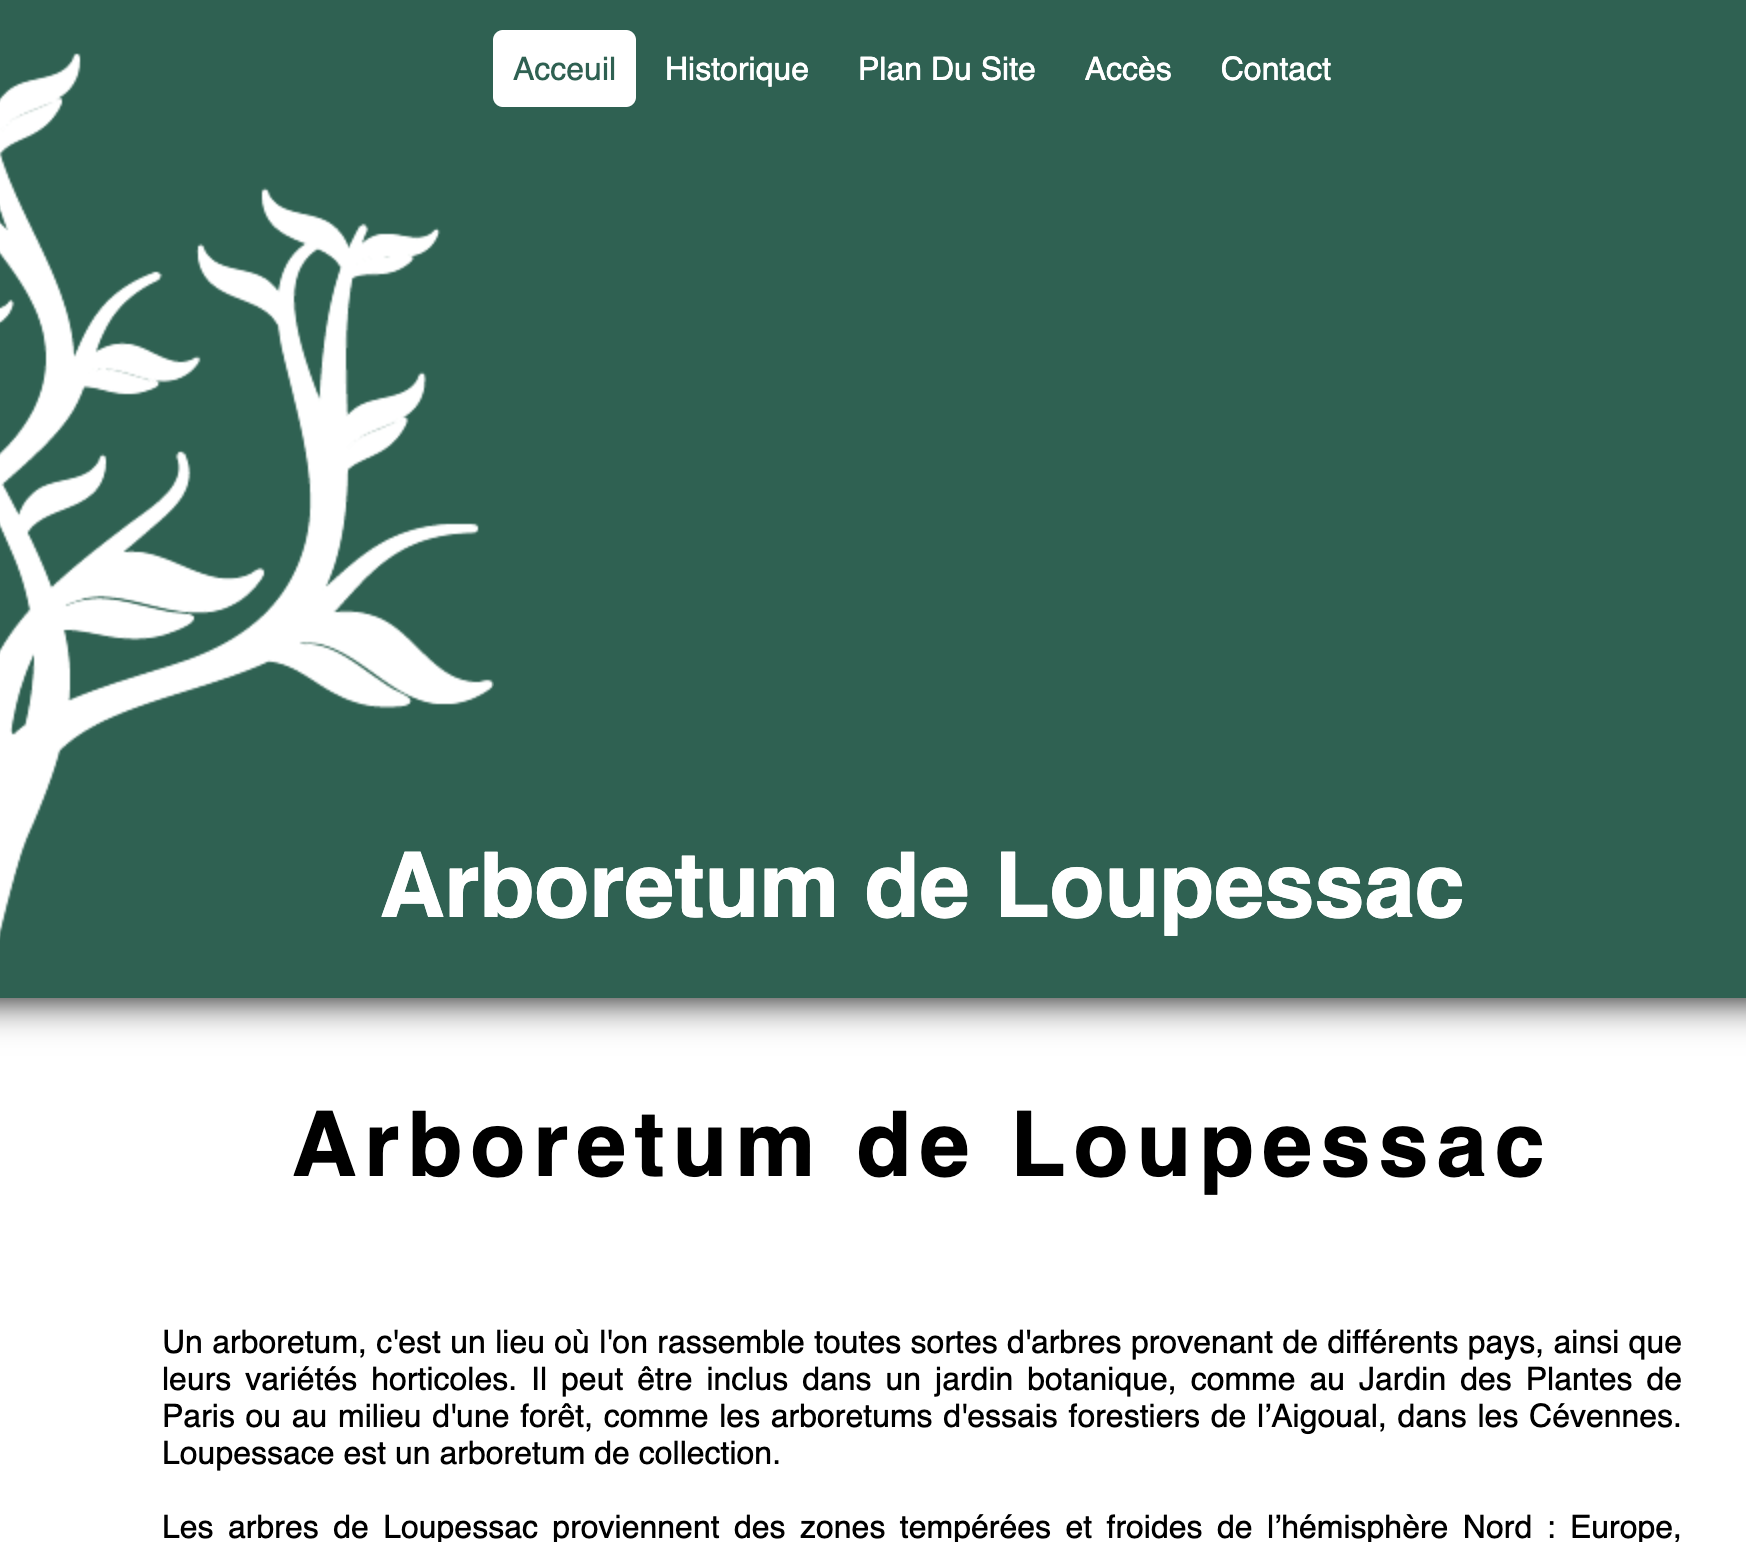 Acceuil Historique Plan Du Site Accès Contact
Arboretum de Loupessac
Arboretum de Loupessac
Un arboretum, c'est un lieu où l'on rassemble toutes sortes d'arbres provenant de différents pays, ainsi que
leurs variétés horticoles. Il peut être inclus dans un jardin botanique, comme au Jardin des Plantes de
Paris ou au milieu d'une forêt, comme les arboretums d'essais forestiers de l’Aigoual, dans les Cévennes.
Loupessace est un arboretum de collection.
Les arbres de Loupessac proviennent des zones tempérées et froides de l’hémisphère Nord : Europe,